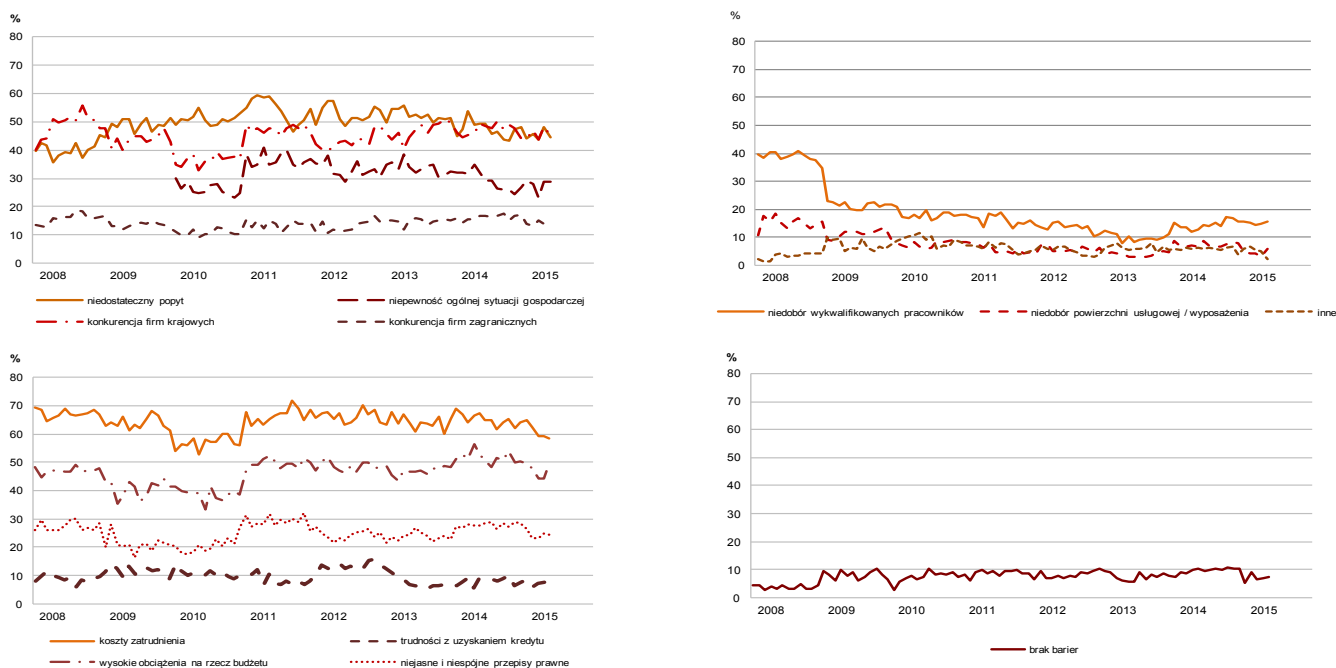 %
80
70
60
50
40
30
20
10
0
2008 2009 2010 2011 2012 2013 2014 2015
niedostateczny popyt
niepewność ogólnej sytuacji gospodarczej
konkurencja firm krajowych
konkurencja firm zagranicznych
%
80
70
60
50
40
30
20
10
0
2008 2009 2010 2011 2012 2013 2014 2015
niedobór wykwalifikowanych pracowników
niedobór powierzchni usługowej / wyposażenia
inne
%
80
70
60
50
40
30
20
10
0
2008 2009 2010 2011 2012 2013 2014 2015
koszty zatrudnienia
trudności z uzyskaniem kredytu
wysokie obciążenia na rzecz budżetu
niejasne i niespójne przepisy prawne
%
80
70
60
50
40
30
20
10
0
2008 2009 2010 2011 2012 2013 2014 2015
brak barier